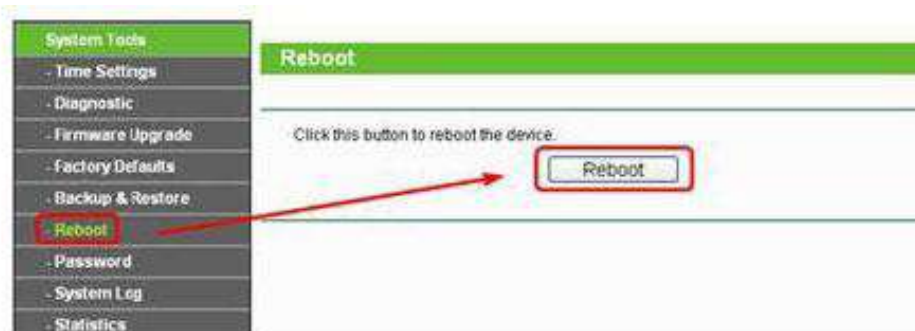 System Tools
- Time Settings
- Diagnostic
- Firmware Upgrade
- Factory Defaults
- Backup & Restore
- Reboot
- Password
- System Log
- Statistics
Reboot
Click this button to reboot the device.
Reboot